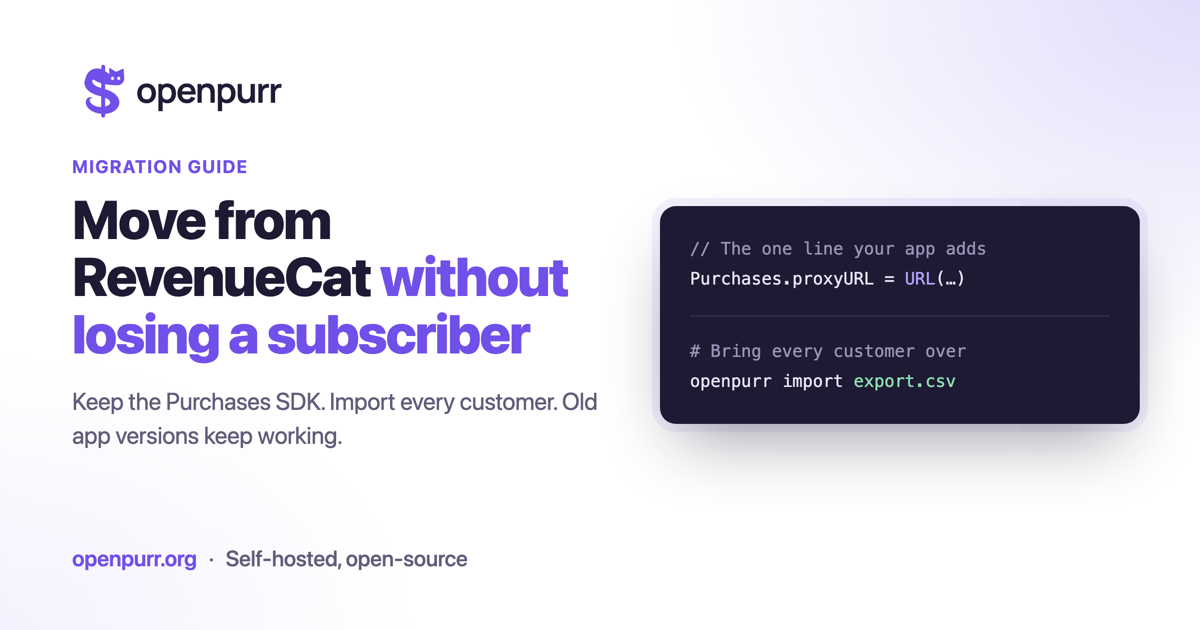 openpurr
MIGRATION GUIDE
Move from
RevenueCat without
losing a subscriber
Keep the Purchases SDK. Import every customer. Old
app versions keep working.
// The one line your app adds
Purchases.proxyURL = URL(…)
# Bring every customer over
openpurr import export.csv
openpurr.org · Self-hosted, open-source